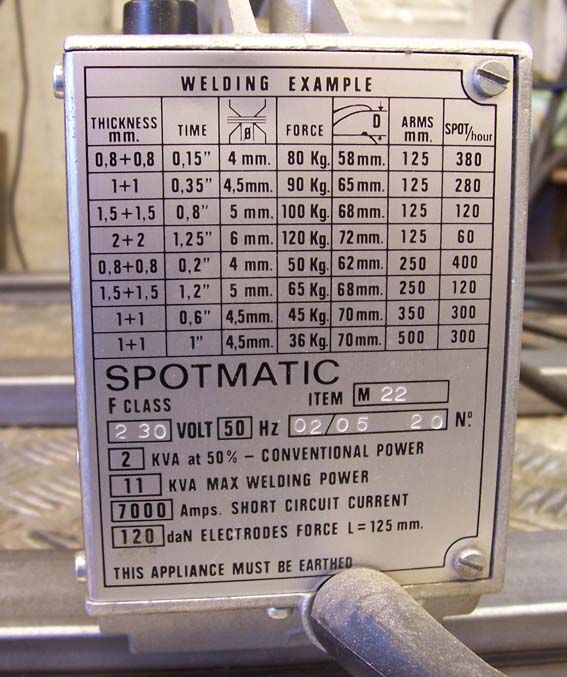 WELDING EXAMPLE
THICKNESS mm. TIME Ø FORCE D ARMS mm. SPOT/hour
0,8+0,8 0,15" 4 mm. 80 Kg. 58mm. 125 380
1+1 0,35" 4,5mm. 90 Kg. 65mm. 125 280
1,5+1,5 0,8" 5 mm. 100 Kg. 68mm. 125 120
2+2 1,25" 6 mm. 120 Kg. 72mm. 125 60
0,8+0,8 0,2" 4 mm. 50 Kg. 62mm. 250 400
1,5+1,5 1,2" 5 mm. 65 Kg. 68mm. 250 120
1+1 0,6" 4,5mm. 45 Kg. 70mm. 350 300
1+1 1" 4,5mm. 36 Kg. 70mm. 500 300
SPOTMATIC
F CLASS ITEM M 22
230 VOLT 50 Hz 02/05 20 N°.
2 KVA at 50% – CONVENTIONAL POWER
11 KVA MAX WELDING POWER
7000 Amps. SHORT CIRCUIT CURRENT
120 daN ELECTRODES FORCE L=125 mm.
THIS APPLIANCE MUST BE EARTHED